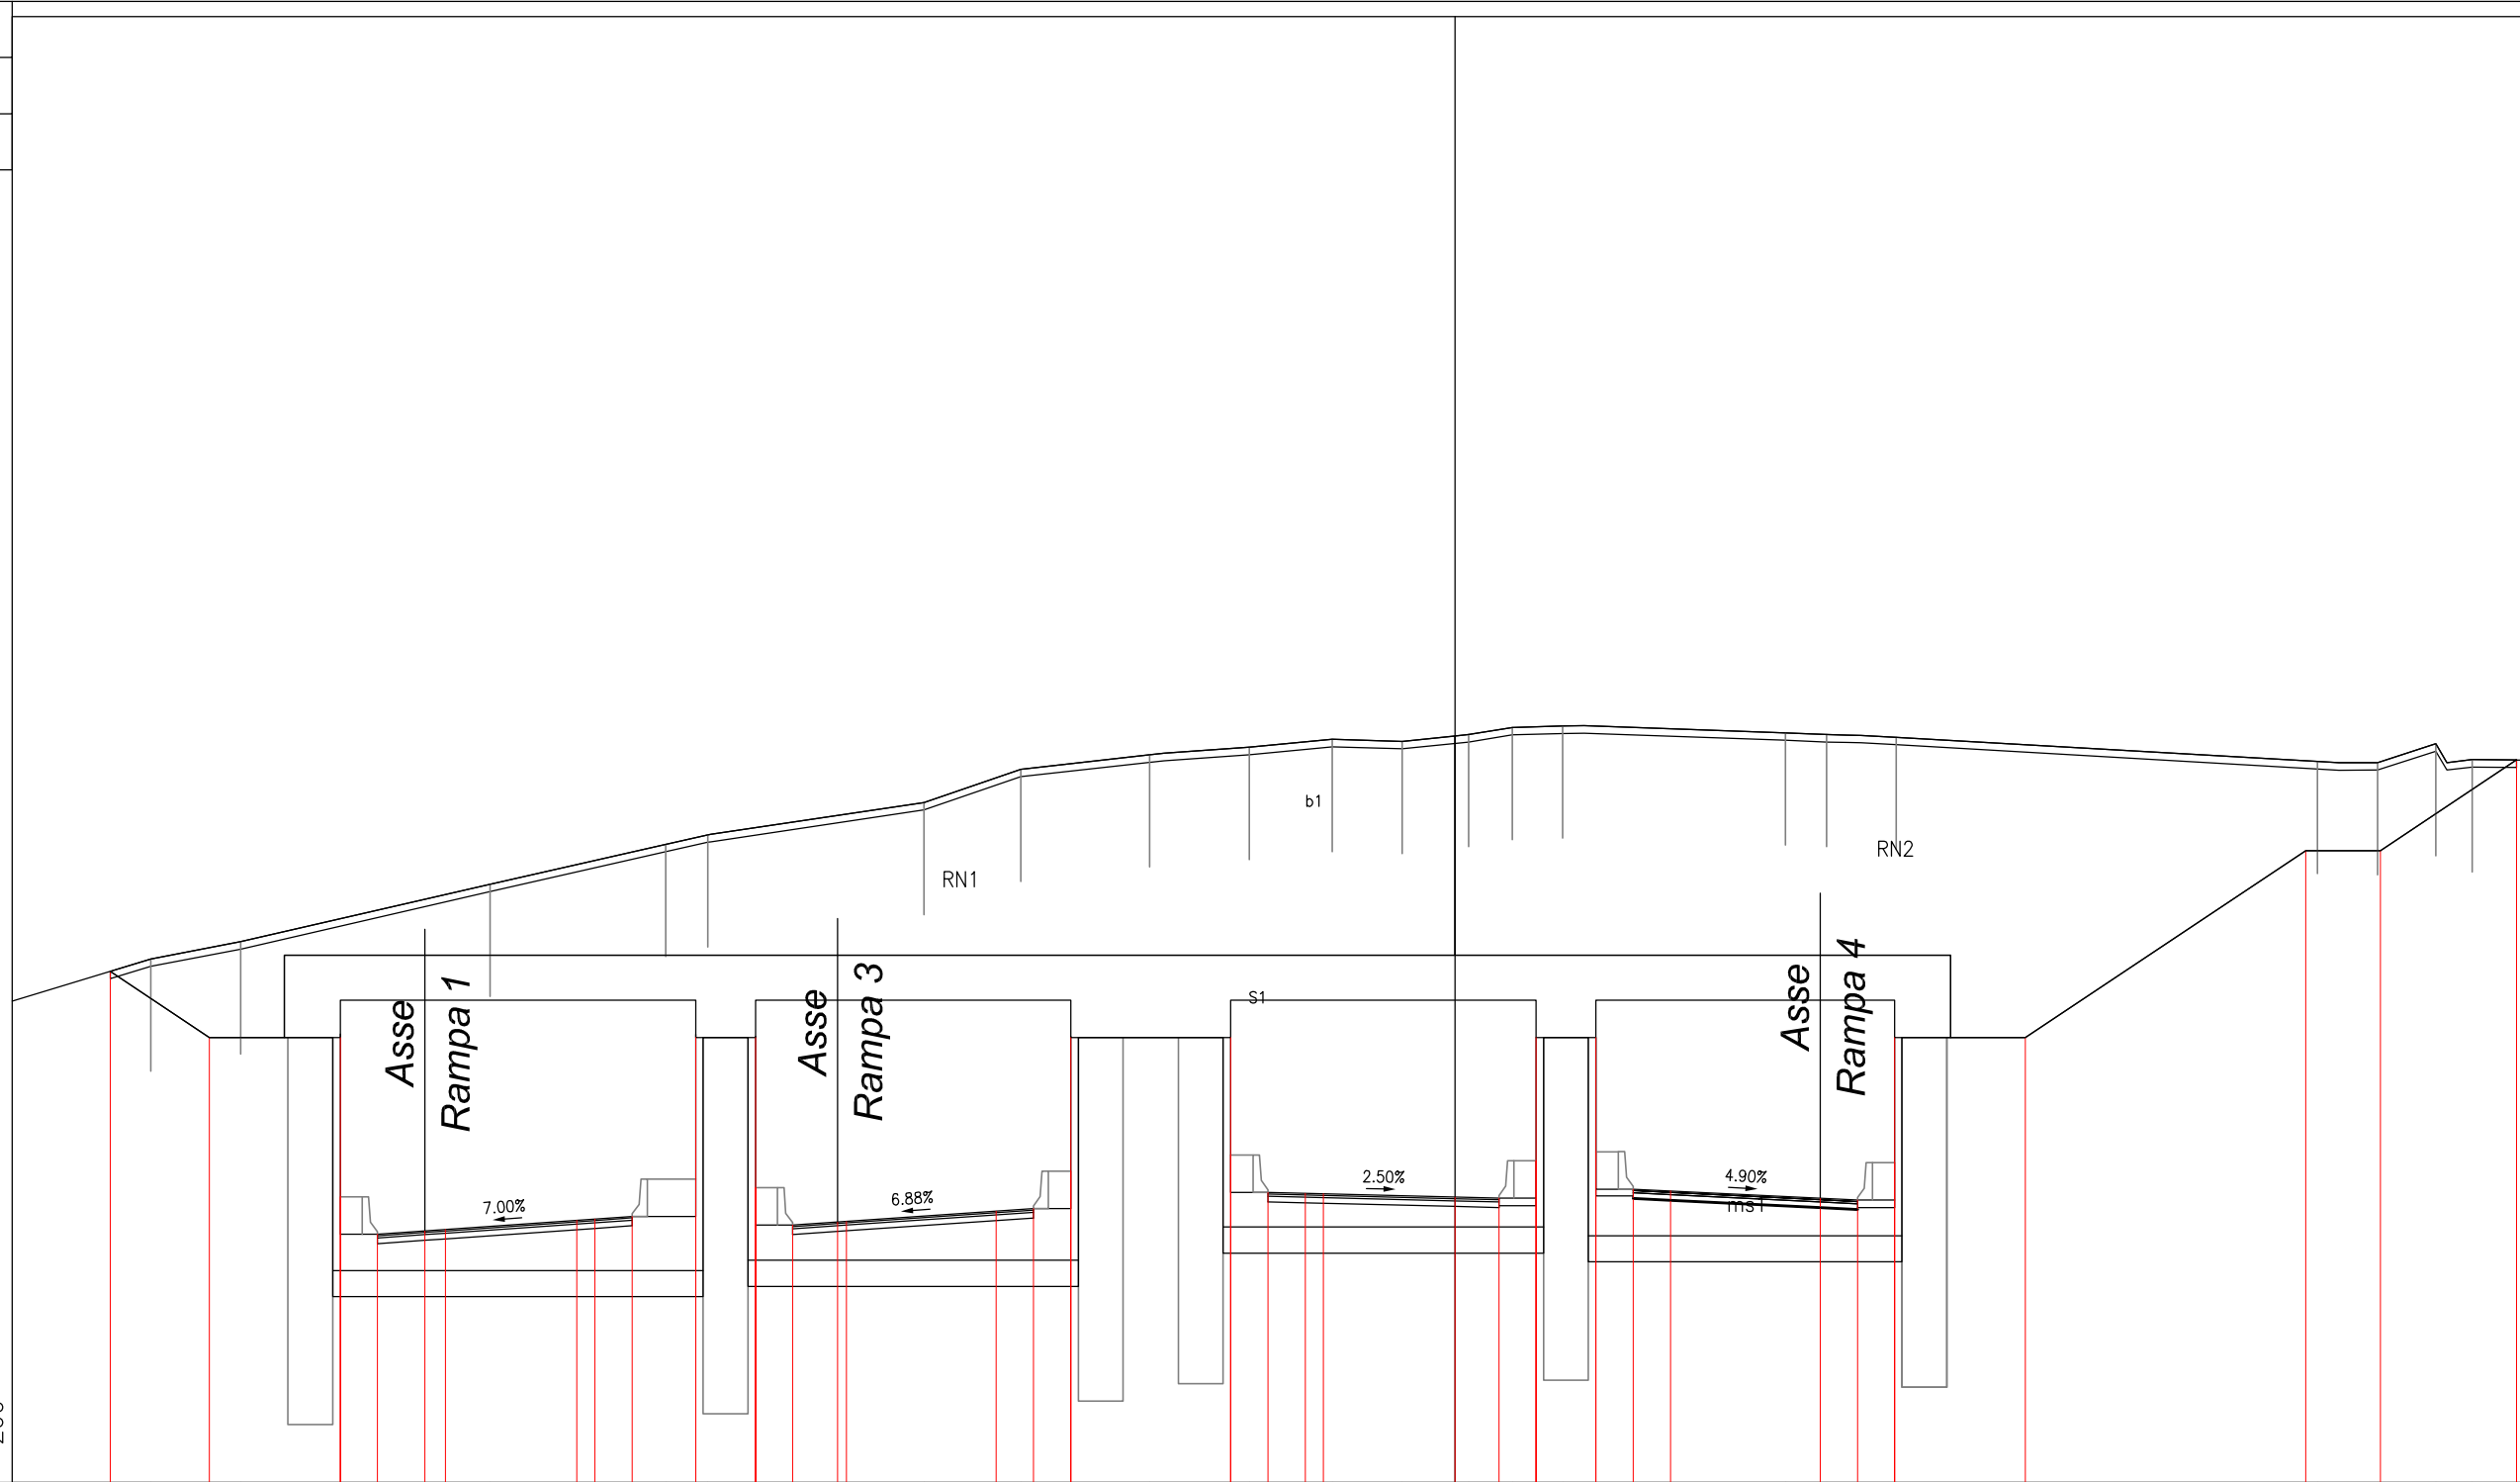 b1
RN2
RN1
S1
Asse
Rampa 1
Asse
Rampa 3
Asse
Rampa 4
7.00%
6.88%
2.50%
4.90%
ms1